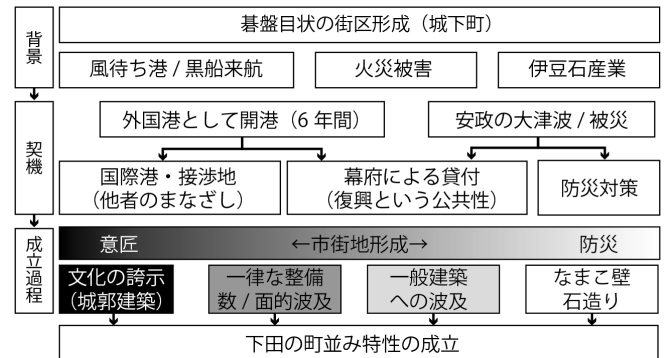 背景
碁盤目状の街区形成（城下町）
風待ち港 / 黒船来航
火災被害
伊豆石産業
契機
外国港として開港（6 年間）
安政の大津波 / 被災
国際港・接渉地
（他者のまなざし）
幕府による貸付
（復興という公共性）
防災対策
成立過程
意匠
←市街地形成→
防災
文化の誇示
（城郭建築）
一律な整備
数 / 面的波及
一般建築
への波及
なまこ壁
石造り
下田の町並み特性の成立